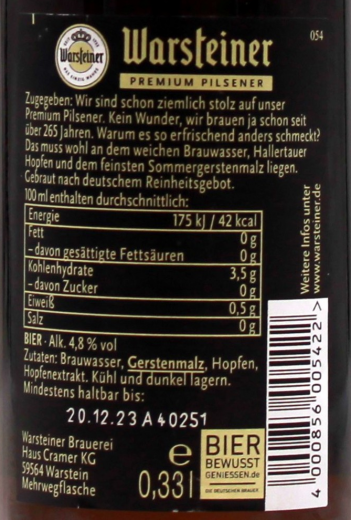 Warsteiner
Warsteiner
054
PREMIUM PILSENER
Zugegeben: Wir sind schon ziemlich stolz auf unser
Premium Pilsener. Kein Wunder, wir brauen ja schon seit
über 265 Jahren. Warum es so erfrischend anders schmeckt?
Das muss wohl an dem weichen Brauwasser, Hallertauer
Hopfen und dem feinsten Sommergerstenmalz liegen.
Gebraut nach deutschem Reinheitsgebot.
100 ml enthalten durchschnittlich:
Energie 175 kJ / 42 kcal
Fett 0 g
– davon gesättigte Fettsäuren 0 g
Kohlenhydrate 3,5 g
– davon Zucker 0 g
Eiweiß 0,5 g
Salz 0 g
BIER · Alk. 4,8 % vol
Zutaten: Brauwasser, Gerstenmalz, Hopfen,
Hopfenextrakt. Kühl und dunkel lagern.
Mindestens haltbar bis:
20.12.23 A 40251
Warsteiner Brauerei
Haus Cramer KG
59564 Warstein
Mehrwegflasche
e
0,33 l
BIER
BEWUSST
GENIESSEN.de
DIE DEUTSCHEN BRAUER
Weitere Infos unter
www.warsteiner.de
4 000856 005422 >